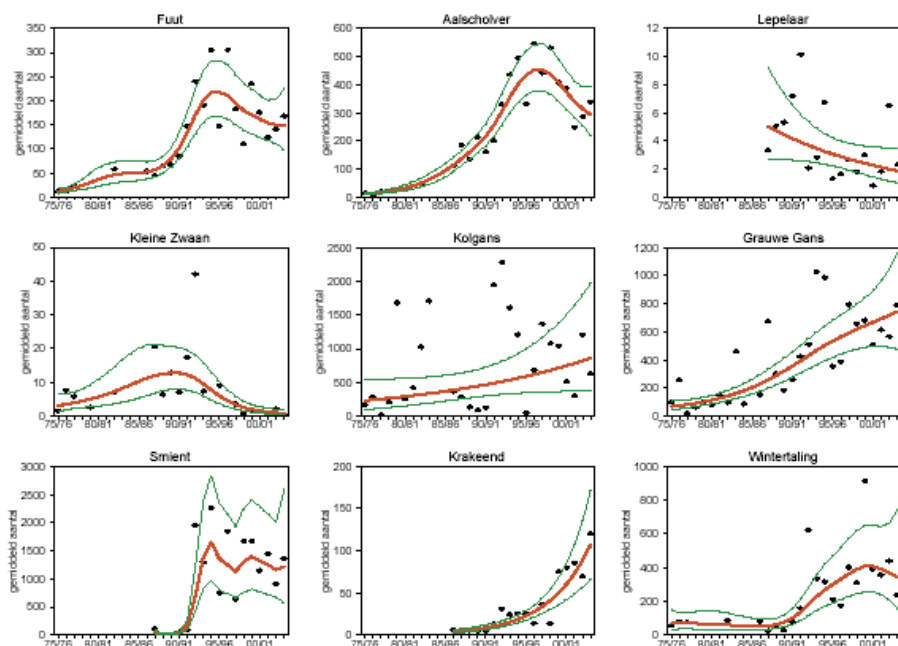 Fuut
Aalscholver
Lepelaar
gemiddeld aantal
350
300
250
200
150
100
50
0
75/76 80/81 85/86 90/91 95/96 00/01
gemiddeld aantal
600
500
400
300
200
100
0
75/76 80/81 85/86 90/91 95/96 00/01
gemiddeld aantal
12
10
8
6
4
2
0
75/76 80/81 85/86 90/91 95/96 00/01
Kleine Zwaan
Kolgans
Grauwe Gans
gemiddeld aantal
50
40
30
20
10
0
75/76 80/81 85/86 90/91 95/96 00/01
gemiddeld aantal
2500
2000
1500
1000
500
0
75/76 80/81 85/86 90/91 95/96 00/01
gemiddeld aantal
1200
1000
800
600
400
200
0
75/76 80/81 85/86 90/91 95/96 00/01
Smient
Krakeend
Wintertaling
gemiddeld aantal
3000
2500
2000
1500
1000
500
0
75/76 80/81 85/86 90/91 95/96 00/01
gemiddeld aantal
200
150
100
50
0
75/76 80/81 85/86 90/91 95/96 00/01
gemiddeld aantal
1000
800
600
400
200
0
75/76 80/81 85/86 90/91 95/96 00/01